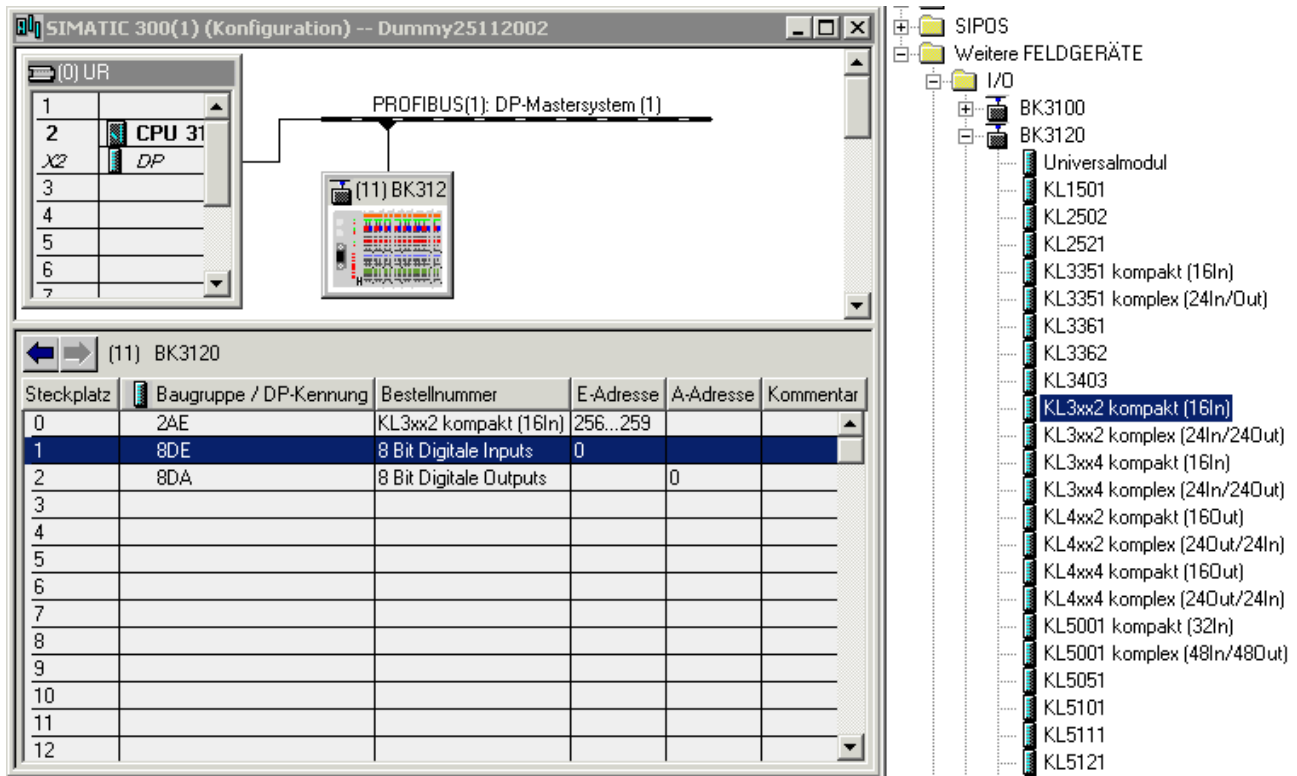 SIMATIC 300(1) (Konfiguration) -- Dummy25112002
(0) UR
1
2 CPU 31
X2 DP
3
4
5
6
7
PROFIBUS(1): DP-Mastersystem (1)
(11) BK312
(11) BK3120
Steckplatz Baugruppe / DP-Kennung Bestellnummer E-Adresse A-Adresse Kommentar
0 2AE KL3xx2 kompakt (16In) 256...259
1 8DE 8 Bit Digitale Inputs 0
2 8DA 8 Bit Digitale Outputs 0
3
4
5
6
7
8
9
10
11
12
SIPOS
Weitere FELDGERÄTE
I/O
BK3100
BK3120
Universalmodul
KL1501
KL2502
KL2521
KL3351 kompakt (16In)
KL3351 komplex (24In/Out)
KL3361
KL3362
KL3403
KL3xx2 kompakt (16In)
KL3xx2 komplex (24In/24Out)
KL3xx4 kompakt (16In)
KL3xx4 komplex (24In/24Out)
KL4xx2 kompakt (16Out)
KL4xx2 komplex (24Out/24In)
KL4xx4 kompakt (16Out)
KL4xx4 komplex (24Out/24In)
KL5001 kompakt (32In)
KL5001 komplex (48In/48Out)
KL5051
KL5101
KL5111
KL5121